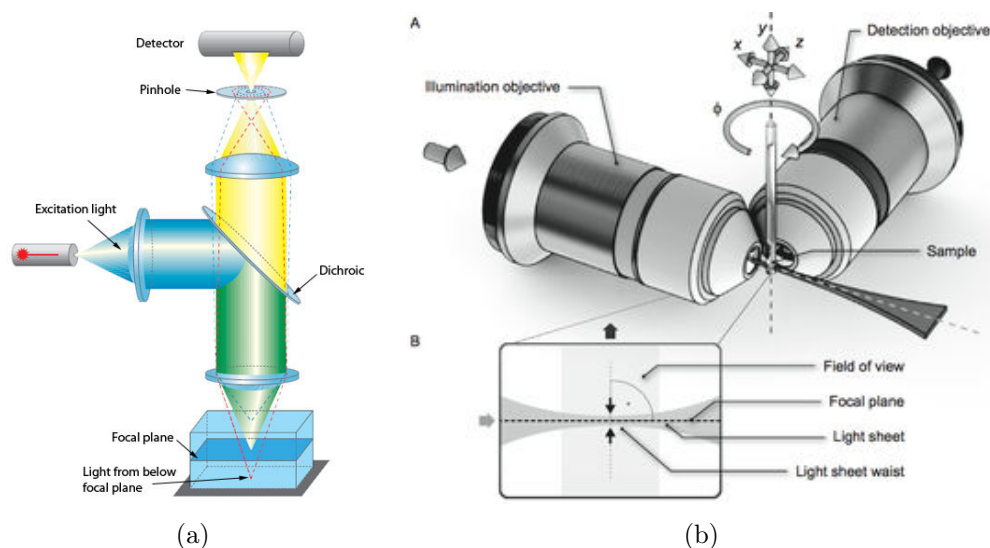 Detector
Pinhole
Excitation light
Dichroic
Focal plane
Light from below
focal plane
(a)
A
y
x
z
ϕ
Detection objective
Illumination objective
Sample
B
Field of view
Focal plane
Light sheet
Light sheet waist
(b)